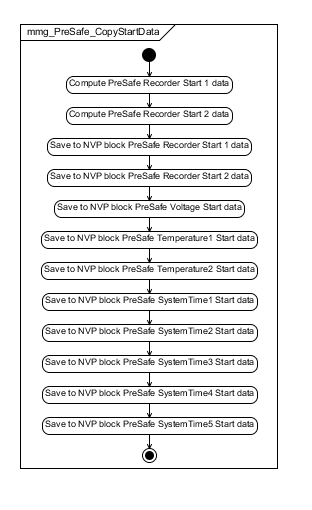 mmg_PreSafe_CopyStartData
Compute PreSafe Recorder Start 1 data
Compute PreSafe Recorder Start 2 data
Save to NVP block PreSafe Recorder Start 1 data
Save to NVP block PreSafe Recorder Start 2 data
Save to NVP block PreSafe Voltage Start data
Save to NVP block PreSafe Temperature1 Start data
Save to NVP block PreSafe Temperature2 Start data
Save to NVP block PreSafe SystemTime1 Start data
Save to NVP block PreSafe SystemTime2 Start data
Save to NVP block PreSafe SystemTime3 Start data
Save to NVP block PreSafe SystemTime4 Start data
Save to NVP block PreSafe SystemTime5 Start data